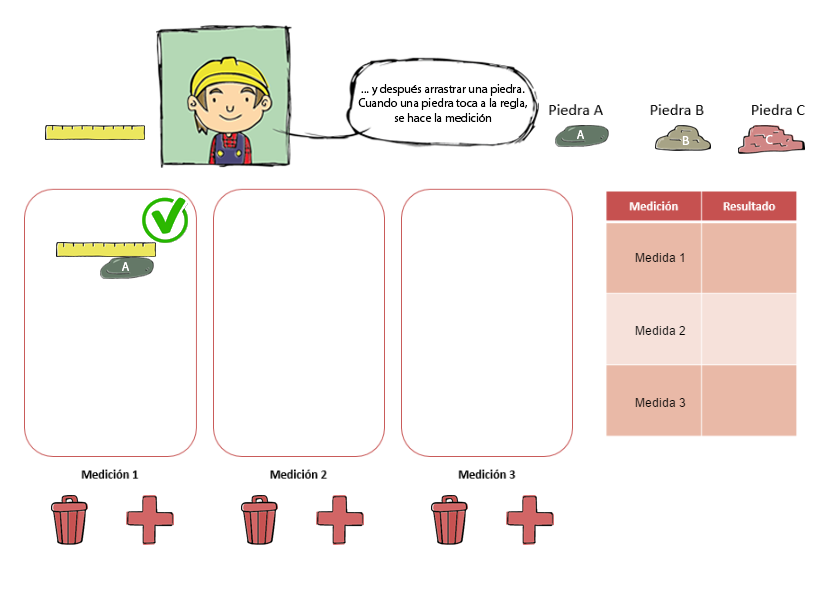 ... y después arrastrar una piedra.
Cuando una piedra toca a la regla,
se hace la medición
Piedra A
Piedra B
Piedra C
A
B
C
A
Medición
Resultado
Medida 1
Medida 2
Medida 3
Medición 1
Medición 2
Medición 3